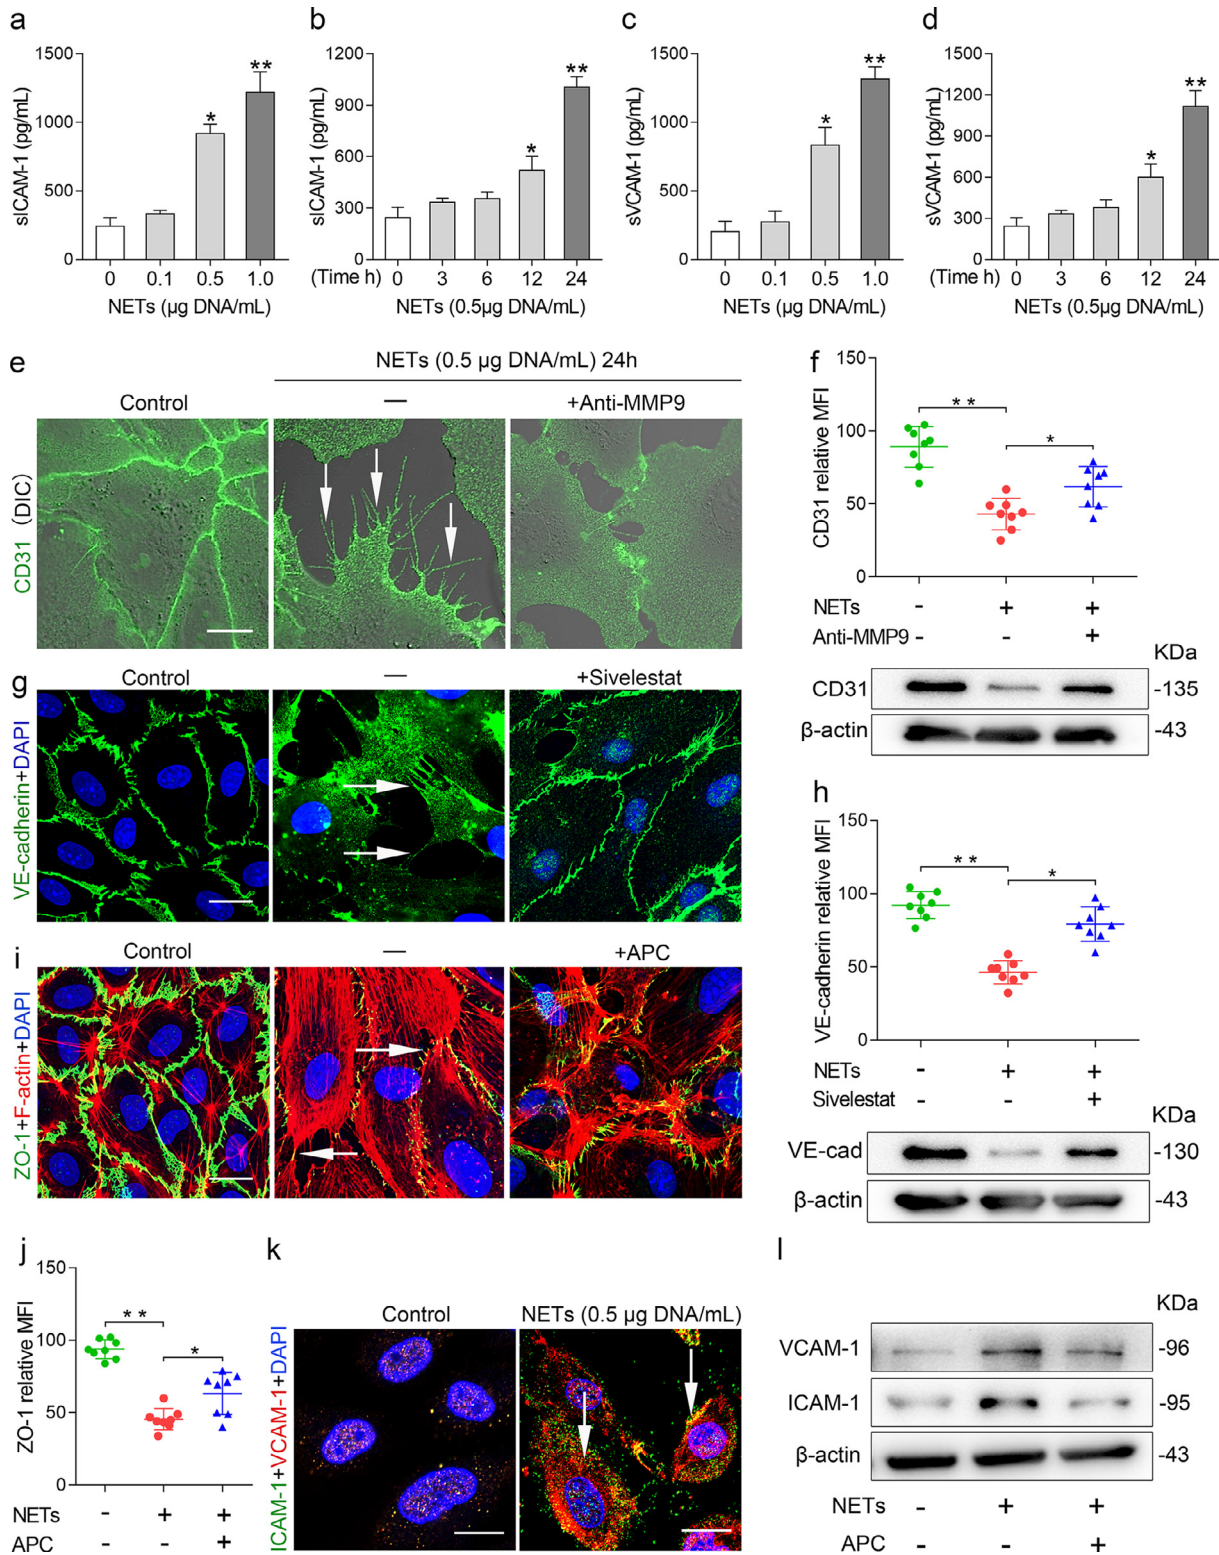 a
b
c
d
sICAM-1 (pg/mL)
1500
1000
500
0
0 0.1 0.5 1.0
* **
NETs (µg DNA/mL)
sICAM-1 (pg/mL)
1200
900
600
300
0
* **
(Time h) 0 3 6 12 24
NETs (0.5µg DNA/mL)
sVCAM-1 (pg/mL)
1500
1000
500
0
* **
0 0.1 0.5 1.0
NETs (µg DNA/mL)
sVCAM-1 (pg/mL)
1500
1200
900
600
300
0
* **
(Time h) 0 3 6 12 24
NETs (0.5µg DNA/mL)
e
NETs (0.5 µg DNA/mL) 24h
Control — +Anti-MMP9
CD31 (DIC)
f
CD31 relative MFI
150
100
50
0
** *
NETs - + +
Anti-MMP9 - - +
KDa
CD31 -135
β-actin -43
g
Control — +Sivelestat
VE-cadherin+DAPI
h
VE-cadherin relative MFI
150
100
50
0
** *
NETs - + +
Sivelestat - - +
KDa
VE-cad -130
β-actin -43
i
Control — +APC
ZO-1+F-actin+DAPI
j
ZO-1 relative MFI
150
100
50
0
** *
NETs - + +
APC - - +
k
Control NETs (0.5 µg DNA/mL)
ICAM-1+VCAM-1+DAPI
l
KDa
VCAM-1 -96
ICAM-1 -95
β-actin -43
NETs - + +
APC - - +